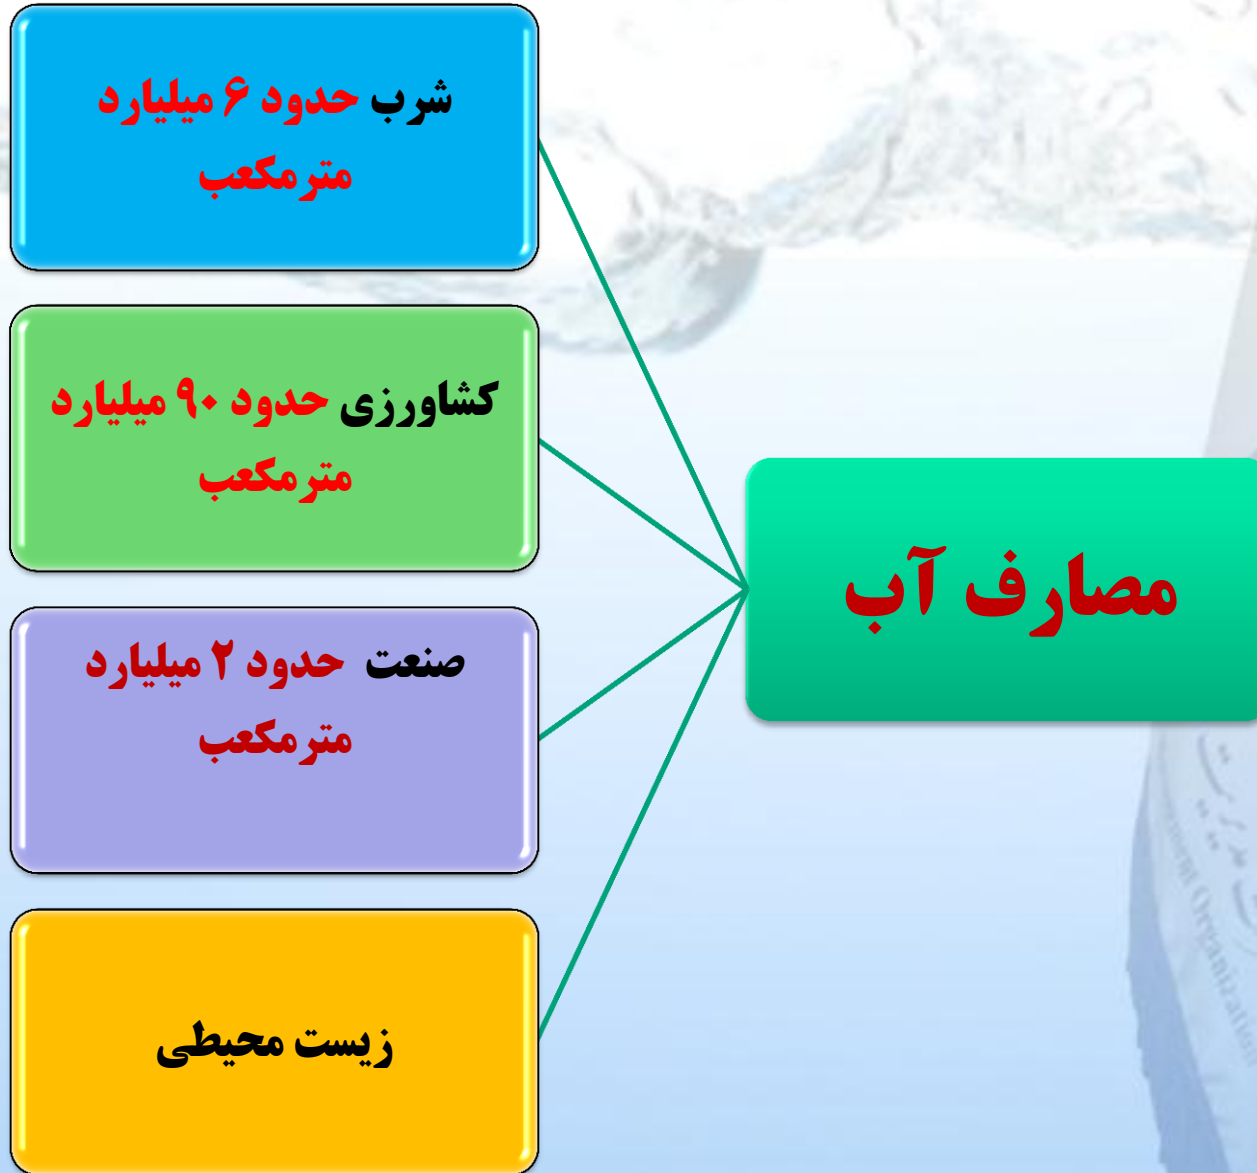 مصارف آب
شرب حدود ۶ میلیارد
مترمکعب
کشاورزی حدود ۹۰ میلیارد
مترمکعب
صنعت حدود ۲ میلیارد
مترمکعب
زیست محیطی